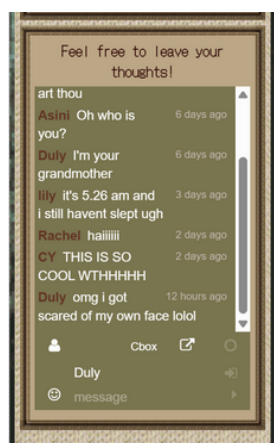 Feel free to leave your
thoughts!
art thou
Asini Oh who is 6 days ago
you?
Duly I'm your 6 days ago
grandmother
lily it's 5.26 am and 3 days ago
i still havent slept ugh
Rachel haiiiiii 2 days ago
CY THIS IS SO 2 days ago
COOL WTHHHHH
Duly omg i got 12 hours ago
scared of my own face lolol
Cbox
Duly
message